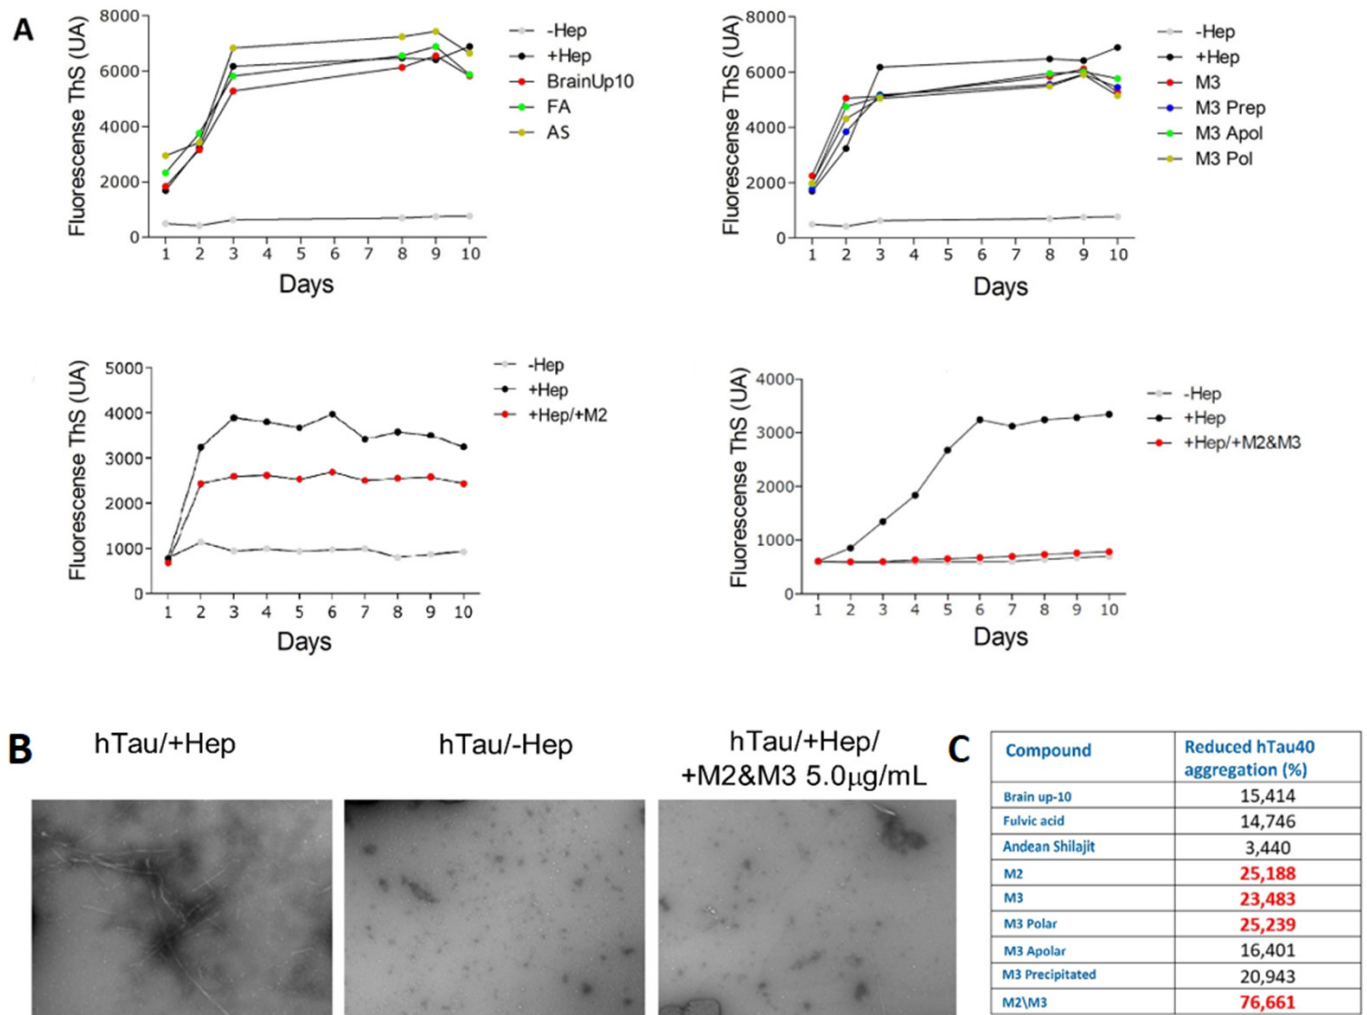 A
Fluorescense ThS (UA)
8000
6000
4000
2000
0
1 2 3 4 5 6 7 8 9 10
Days
-Hep
+Hep
BrainUp10
FA
AS
Fluorescense ThS (UA)
8000
6000
4000
2000
0
1 2 3 4 5 6 7 8 9 10
Days
-Hep
+Hep
M3
M3 Prep
M3 Apol
M3 Pol
Fluorescense ThS (UA)
5000
4000
3000
2000
1000
0
1 2 3 4 5 6 7 8 9 10
Days
-Hep
+Hep
+Hep/+M2
Fluorescense ThS (UA)
4000
3000
2000
1000
0
1 2 3 4 5 6 7 8 9 10
Days
-Hep
+Hep
+Hep/+M2&M3
B
hTau/+Hep
hTau/-Hep
hTau/+Hep/
+M2&M3 5.0µg/mL
C
Compound Reduced hTau40
aggregation (%)
Brain up-10 15,414
Fulvic acid 14,746
Andean Shilajit 3,440
M2 25,188
M3 23,483
M3 Polar 25,239
M3 Apolar 16,401
M3 Precipitated 20,943
M2\M3 76,661